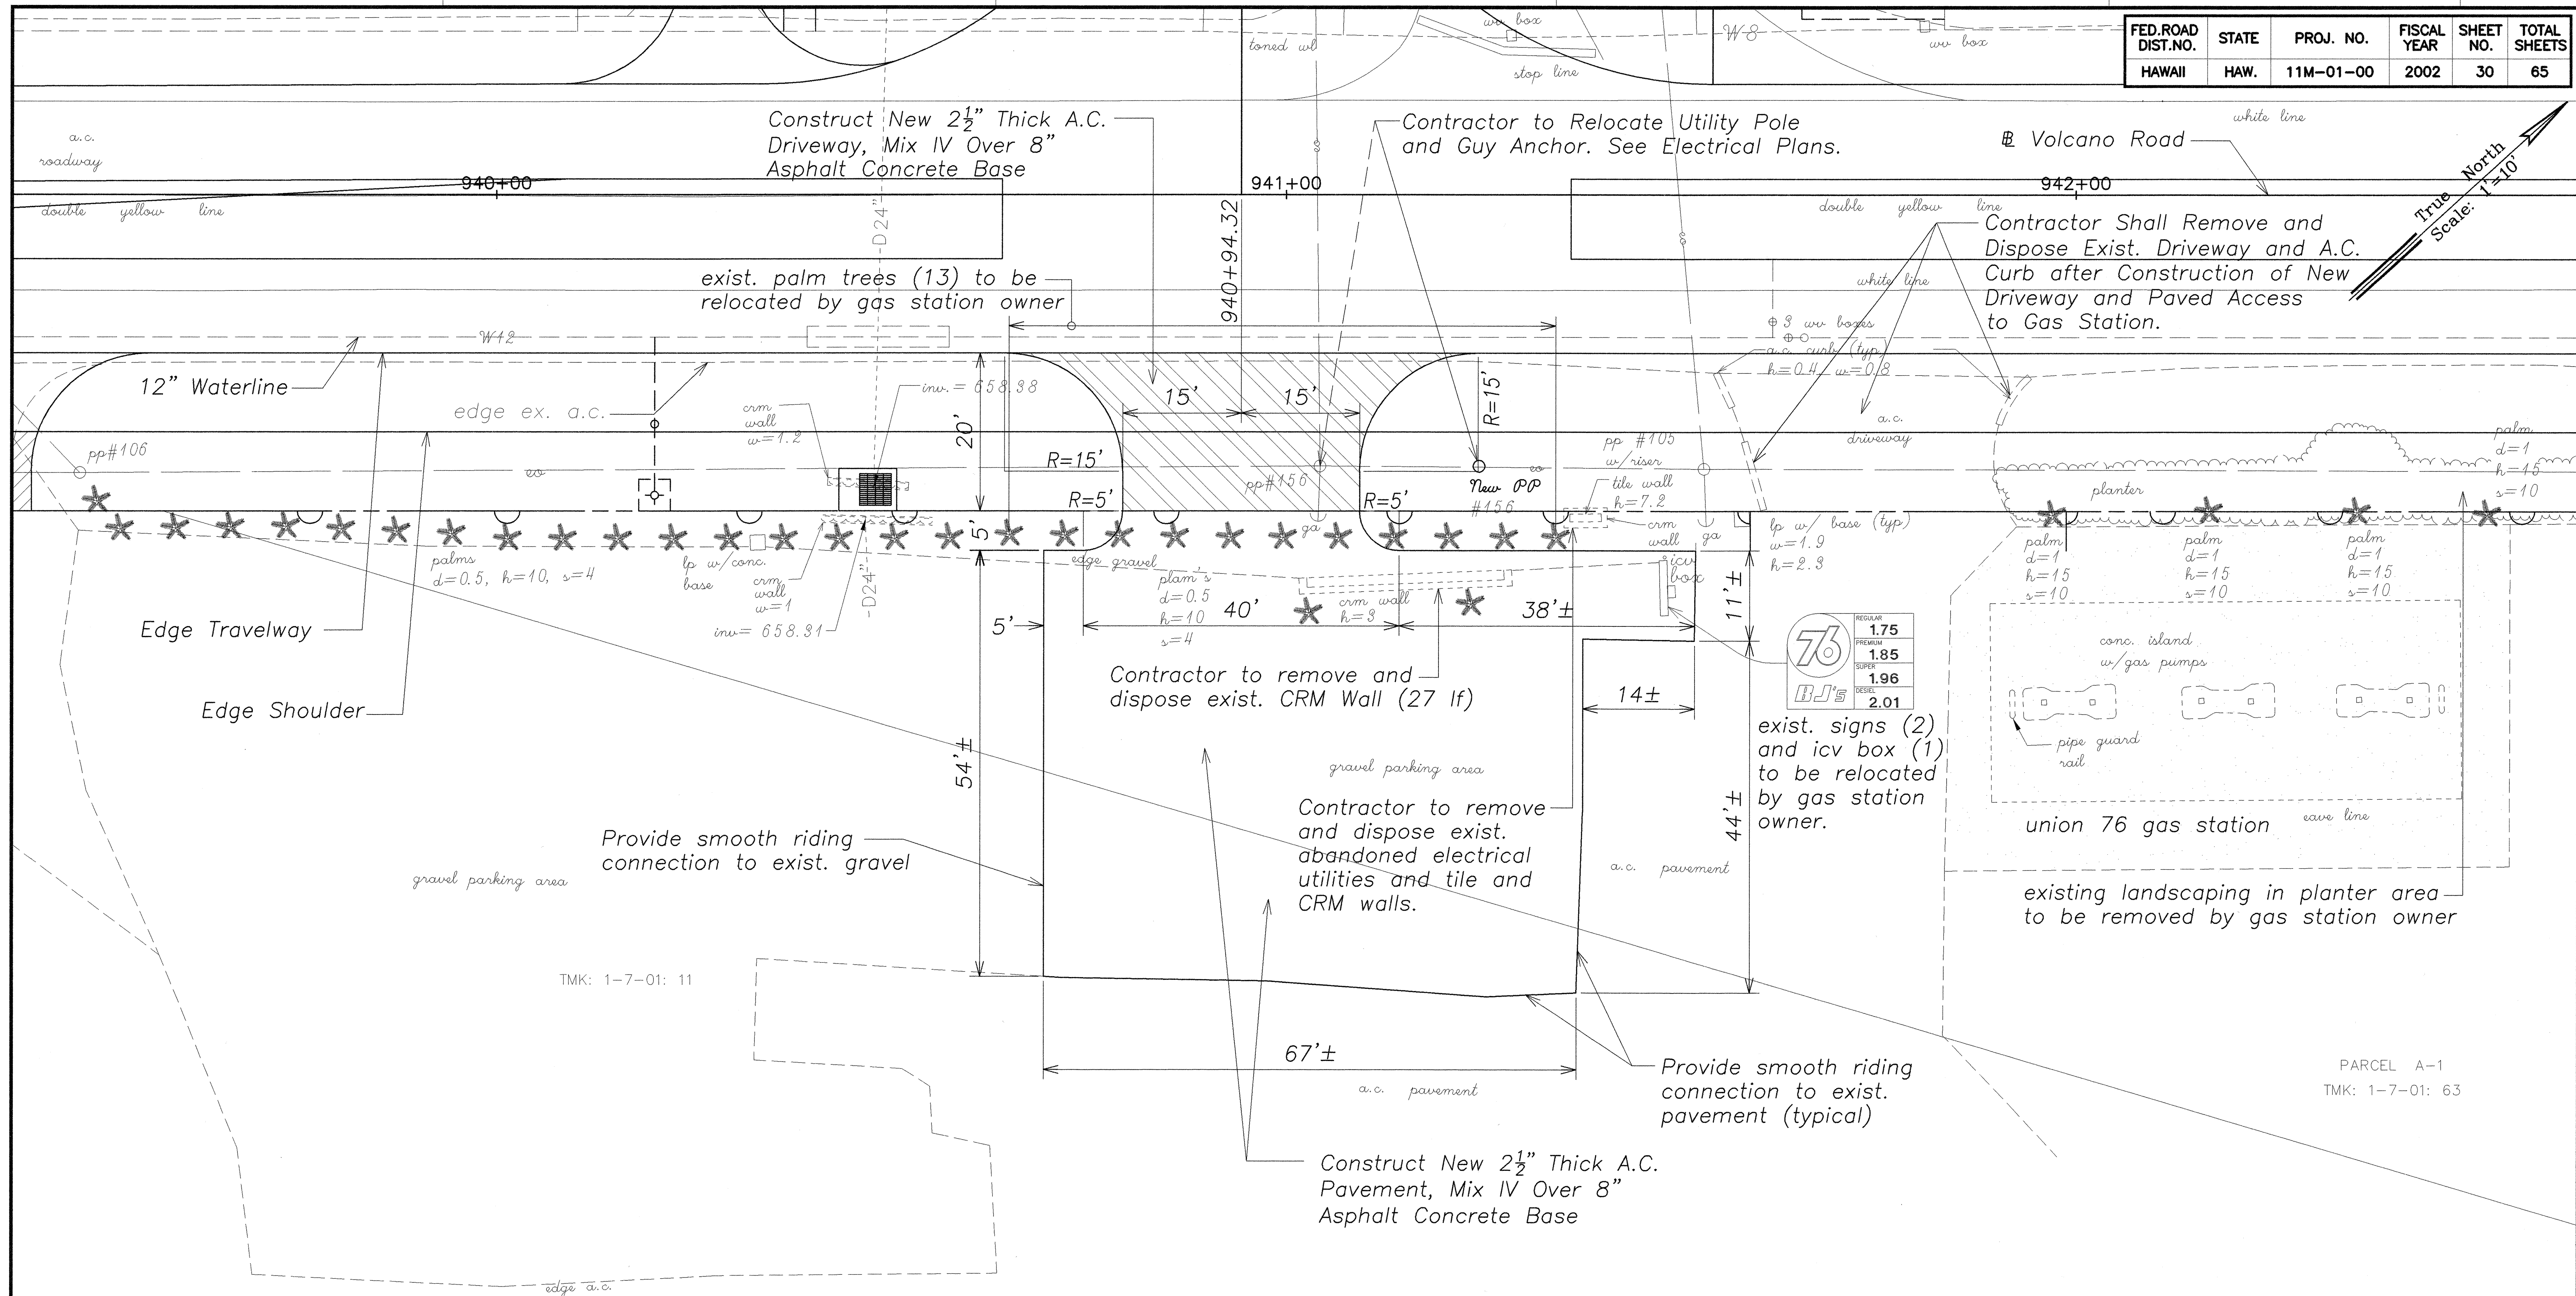 FED.ROAD DIST.NO. STATE PROJ. NO. FISCAL YEAR SHEET NO. TOTAL SHEETS
HAWAII HAW. 11M-01-00 2002 30 65
wv box
toned wl
W8
wv box
stop line
white line
a.c.
roadway
Construct New 2½" Thick A.C.
Driveway, Mix IV Over 8"
Asphalt Concrete Base
Contractor to Relocate Utility Pole
and Guy Anchor. See Electrical Plans.
Volcano Road
True North
Scale: 1'=10'
940+00
941+00
942+00
double yellow line
double yellow line
D24"
940+94.32
s
s
Contractor Shall Remove and
Dispose Exist. Driveway and A.C.
Curb after Construction of New
Driveway and Paved Access
to Gas Station.
exist. palm trees (13) to be
relocated by gas station owner
white line
W12
3 wv boxes
a.c. curb (typ)
h=0.4 w=0.8
12" Waterline
edge ex. a.c.
crm
wall
w=1.2
inv. = 658.38
20'
15'
15'
R=15'
R=15'
a.c.
driveway
pp#106
eo
R=5'
pp#156
R=5'
eo
New PP
#156
pp #105
w/riser
tile wall
h=7.2
crm
wall
planter
palm
d=1
h=15
s=10
5'
ga
ga
lp w/ base (typ)
w=1.9
h=2.3
palms
d=0.5, h=10, s=4
lp w/conc.
base
crm
wall
w=1
D24"
inv= 658.31
edge gravel
plam's
d=0.5
h=10
s=4
crm wall
h=3
icv
box
palm
d=1
h=15
s=10
palm
d=1
h=15
s=10
palm
d=1
h=15
s=10
5'
40'
38'±
11'±
Edge Travelway
Edge Shoulder
Contractor to remove and
dispose exist. CRM Wall (27 lf)
14±
76
BJ's
REGULAR
1.75
PREMIUM
1.85
SUPER
1.96
DESIEL
2.01
exist. signs (2)
and icv box (1)
to be relocated
by gas station
owner.
conc. island
w/gas pumps
pipe guard
rail
union 76 gas station
eave line
54'±
44'±
gravel parking area
Contractor to remove
and dispose exist.
abandoned electrical
utilities and tile and
CRM walls.
Provide smooth riding
connection to exist. gravel
gravel parking area
a.c. pavement
existing landscaping in planter area
to be removed by gas station owner
TMK: 1-7-01: 11
67'±
a.c. pavement
Provide smooth riding
connection to exist.
pavement (typical)
PARCEL A-1
TMK: 1-7-01: 63
Construct New 2½" Thick A.C.
Pavement, Mix IV Over 8"
Asphalt Concrete Base
edge a.c.